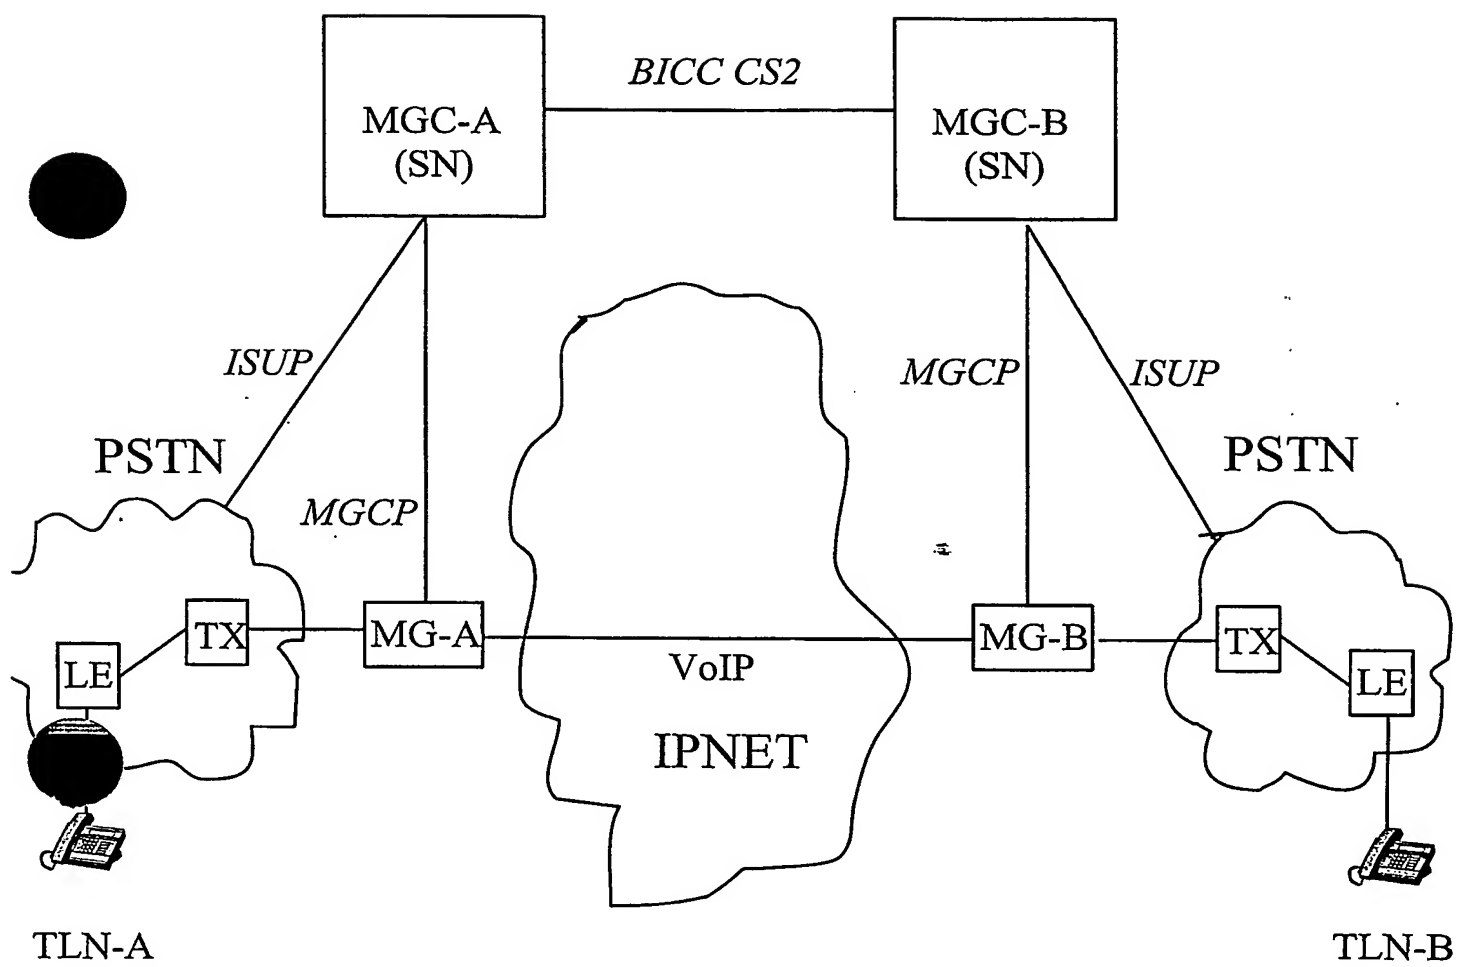 BICC CS2
MGC-A
(SN)
MGC-B
(SN)
ISUP
MGCP
ISUP
PSTN
PSTN
MGCP
TX
MG-A
MG-B
TX
LE
VoIP
LE
IPNET
TLN-A
TLN-B